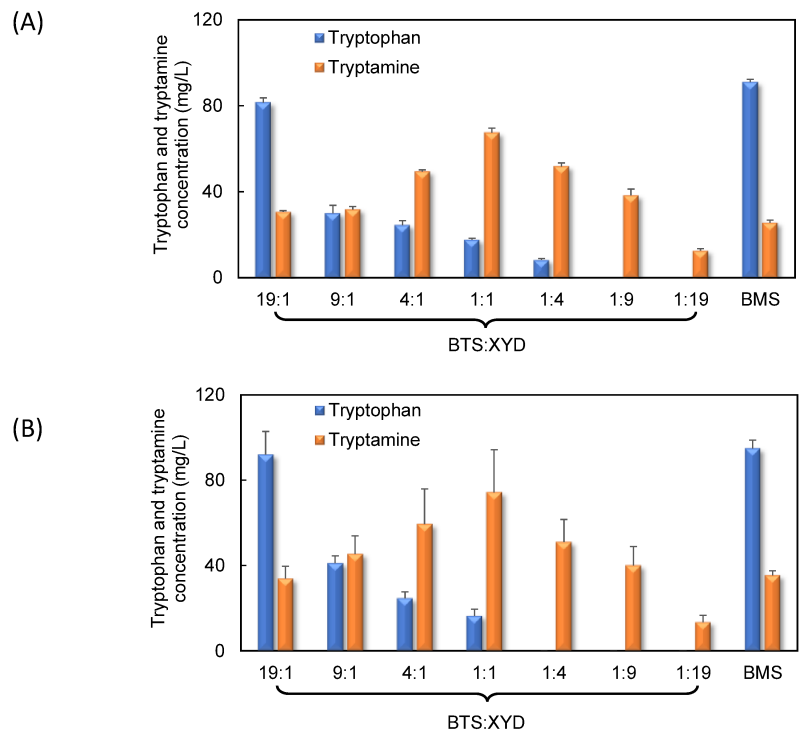 (A)
Tryptophan and tryptamine
concentration (mg/L)
120
80
40
0
Tryptophan
Tryptamine
19:1 9:1 4:1 1:1 1:4 1:9 1:19 BMS
BTS:XYD
(B)
Tryptophan and tryptamine
concentration (mg/L)
120
80
40
0
Tryptophan
Tryptamine
19:1 9:1 4:1 1:1 1:4 1:9 1:19 BMS
BTS:XYD